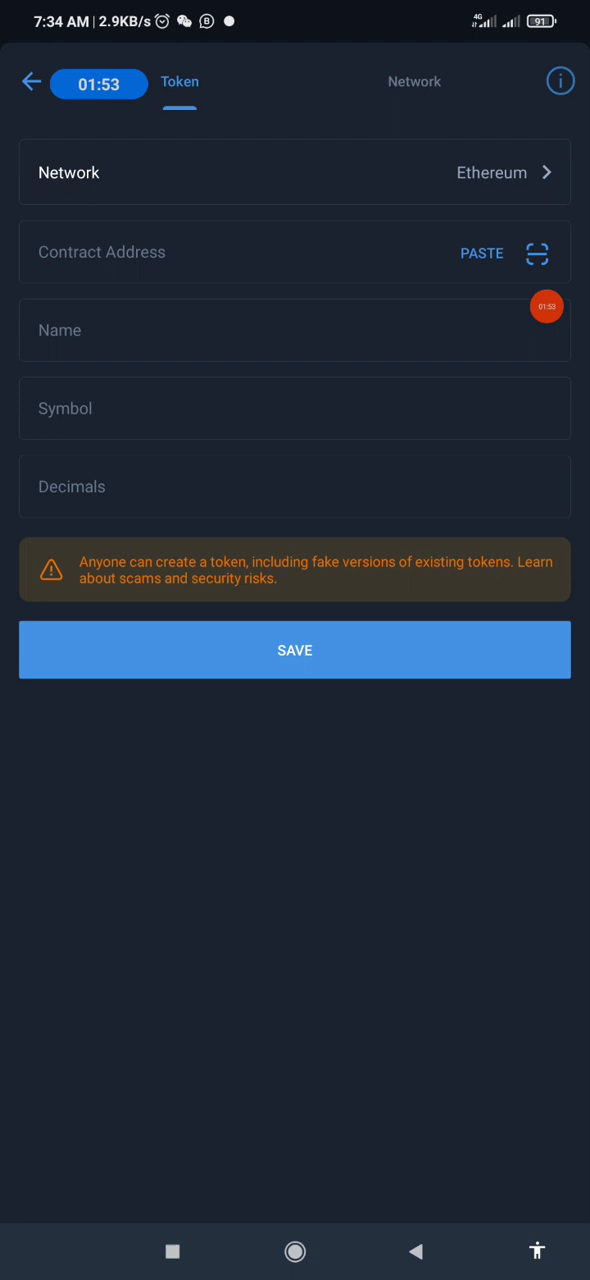 7:34 AM | 2.9KB/s B 4G 91
01:53 Token Network
Network Ethereum
Contract Address PASTE
01:53
Name
Symbol
Decimals
Anyone can create a token, including fake versions of existing tokens. Learn
about scams and security risks.
SAVE